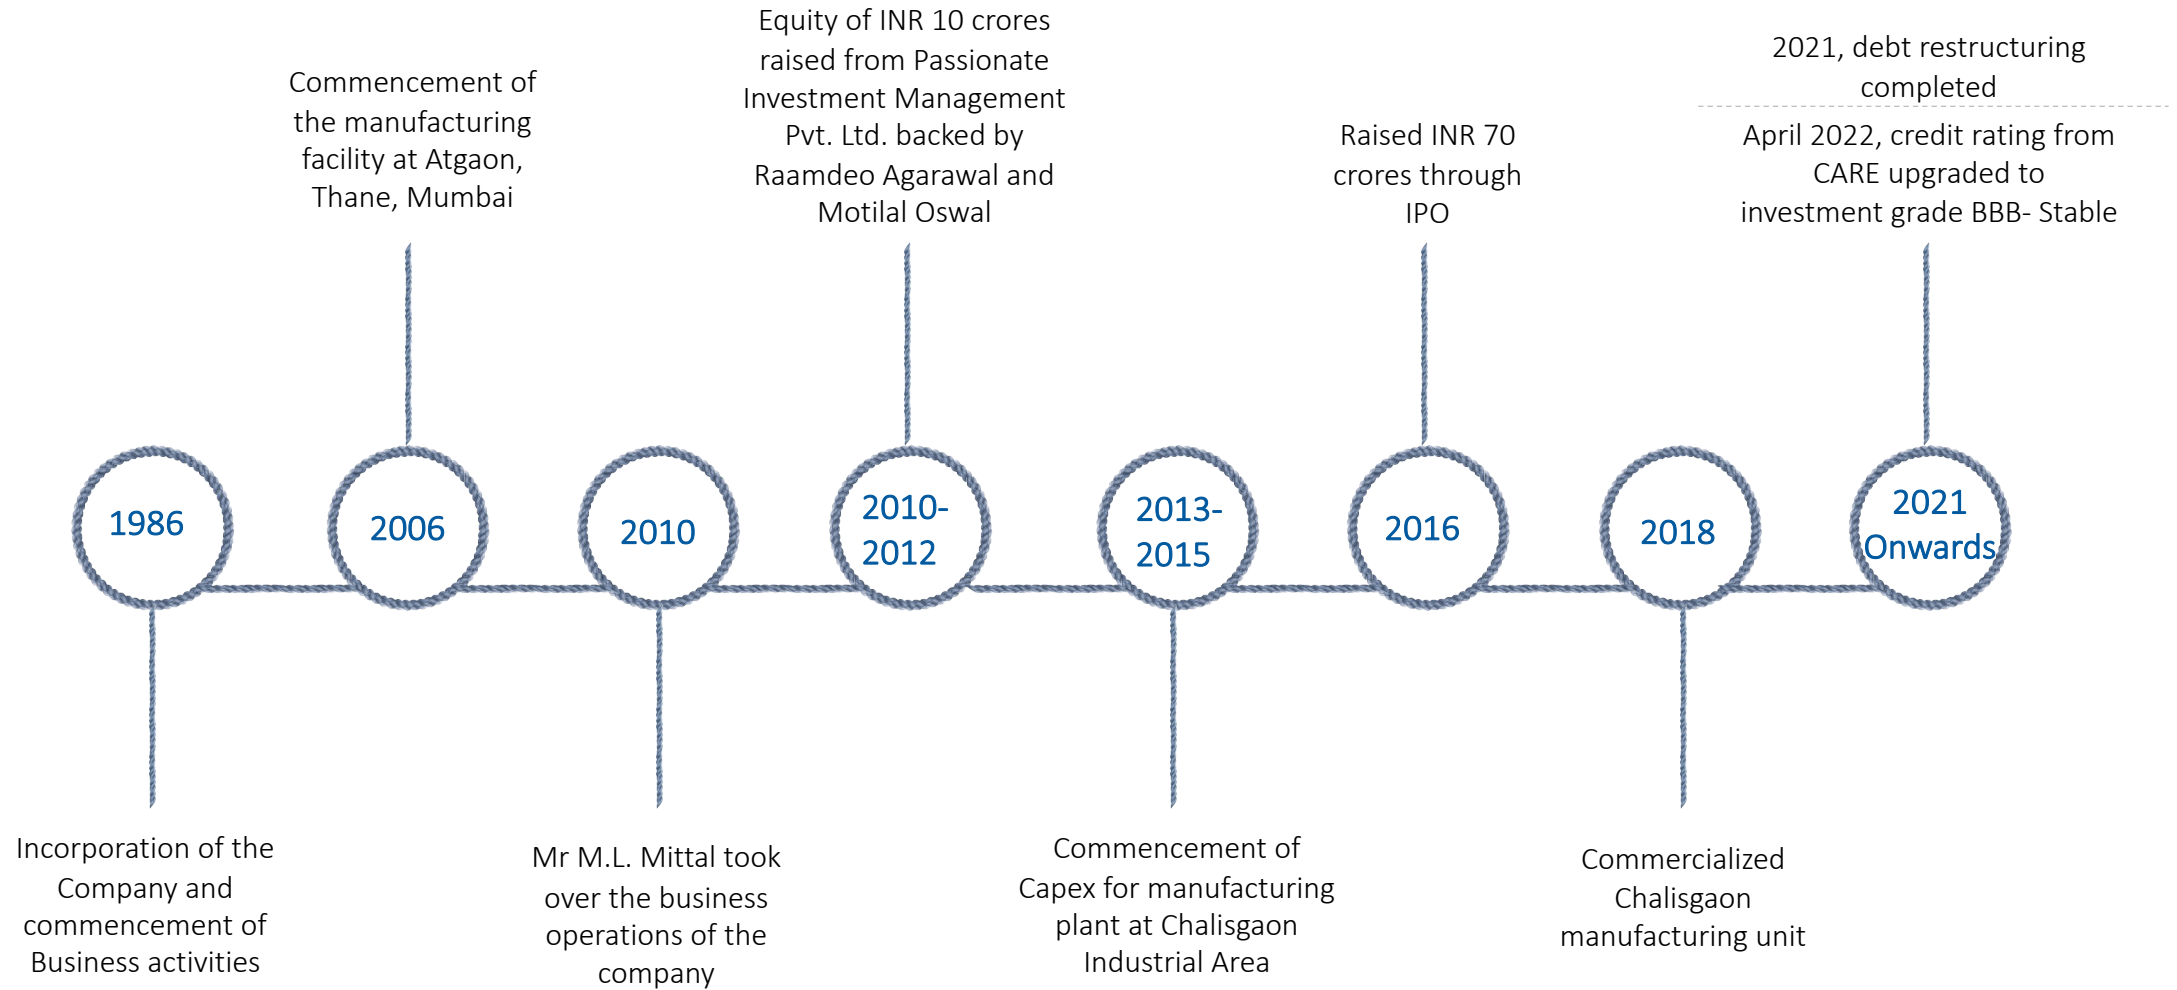 Commencement of
the manufacturing
facility at Atgaon,
Thane, Mumbai
Equity of INR 10 crores
raised from Passionate
Investment Management
Pvt. Ltd. backed by
Raamdeo Agarawal and
Motilal Oswal
Raised INR 70
crores through
IPO
2021, debt restructuring
completed
April 2022, credit rating from
CARE upgraded to
investment grade BBB- Stable
1986
2006
2010
2010-
2012
2013-
2015
2016
2018
2021
Onwards
Incorporation of the
Company and
commencement of
Business activities
Mr M.L. Mittal took
over the business
operations of the
company
Commencement of
Capex for manufacturing
plant at Chalisgaon
Industrial Area
Commercialized
Chalisgaon
manufacturing unit